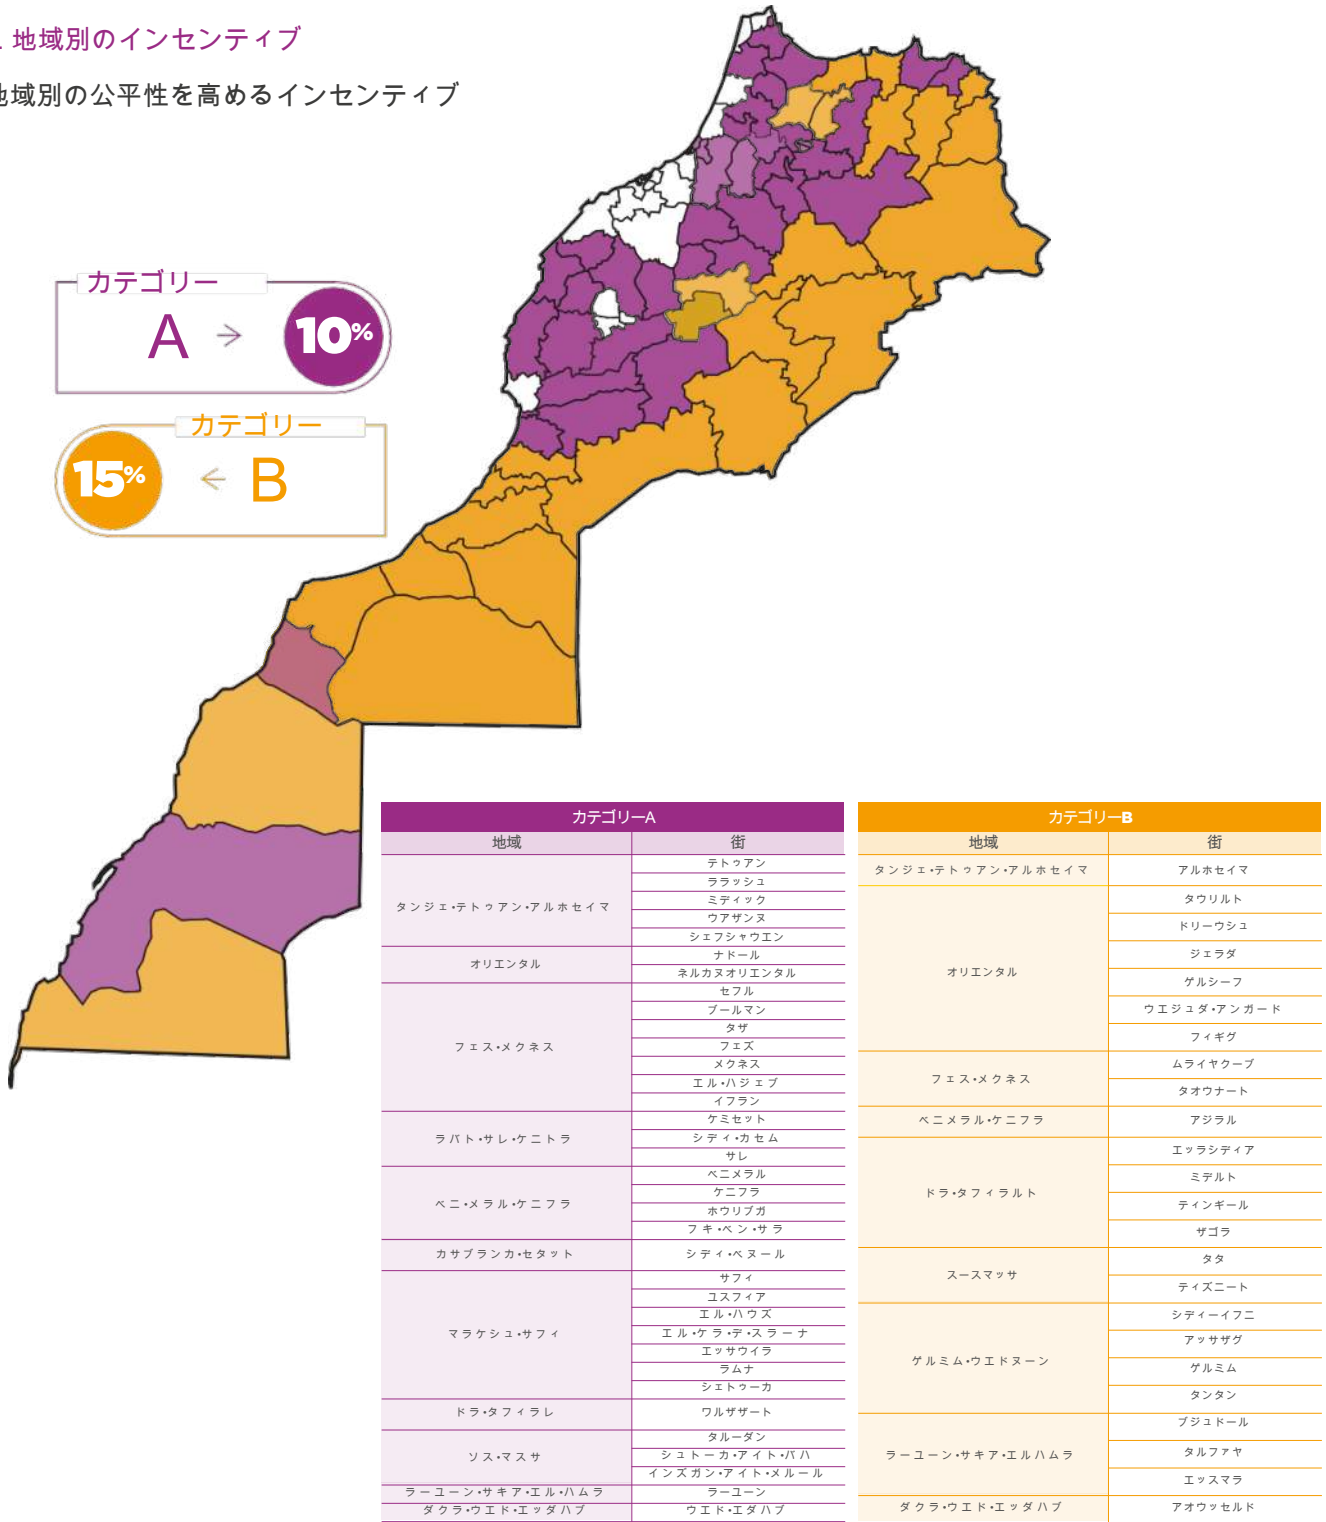 地域別のインセンティブ
地域別の公平性を高めるインセンティブ
カテゴリー
A
10%
カテゴリー
15%
B
カテゴリーA
地域 街
タンジェ・テトゥアン・アルホセイマ
テトゥアン
ララッシュ
ミディック
ウアザンヌ
シェフシャウエン
オリエンタル
ナドール
ネルカヌオリエンタル
フェス・メクネス
セフル
ブールマン
タザ
フェズ
メクネス
エル・ハジェブ
イフラン
ラバト・サレ・ケニトラ
ケミセット
シディ・カセム
サレ
ベニ・メラル・ケニフラ
ベニメラル
ケニフラ
ホウリブガ
フキ・ベン・サラ
カサブランカ・セタット
シディ・ベヌール
マラケシュ・サフィ
サフィ
ユスフィア
エル・ハウズ
エル・ケラ・デ・スラーナ
エッサウイラ
ラムナ
シェトゥーカ
ドラ・タフィラレ
ワルザザート
ソス・マスサ
タルーダン
シュトーカ・アイト・バハ
インズガン・アイト・メルール
ラーユーン・サキア・エル・ハムラ
ラーユーン
ダクラ・ウエド・エッダハブ
ウエド・エダハブ
カテゴリーB
地域 街
タンジェ・テトゥアン・アルホセイマ
アルホセイマ
オリエンタル
タウリルト
ドリーウシュ
ジェラダ
ゲルシーフ
ウエジュダ・アンガード
フィギグ
フェス・メクネス
ムライヤクーブ
タオウナート
ベニメラル・ケニフラ
アジラル
ドラ・タフィラルト
エッラシディア
ミデルト
ティンギール
ザゴラ
スースマッサ
タタ
ティズニート
ゲルミム・ウエドヌーン
シディーイフニ
アッサザグ
ゲルミム
タンタン
ラーユーン・サキア・エルハムラ
ブジュドール
タルファヤ
エッスマラ
ダクラ・ウエド・エッダハブ
アオウッセルド